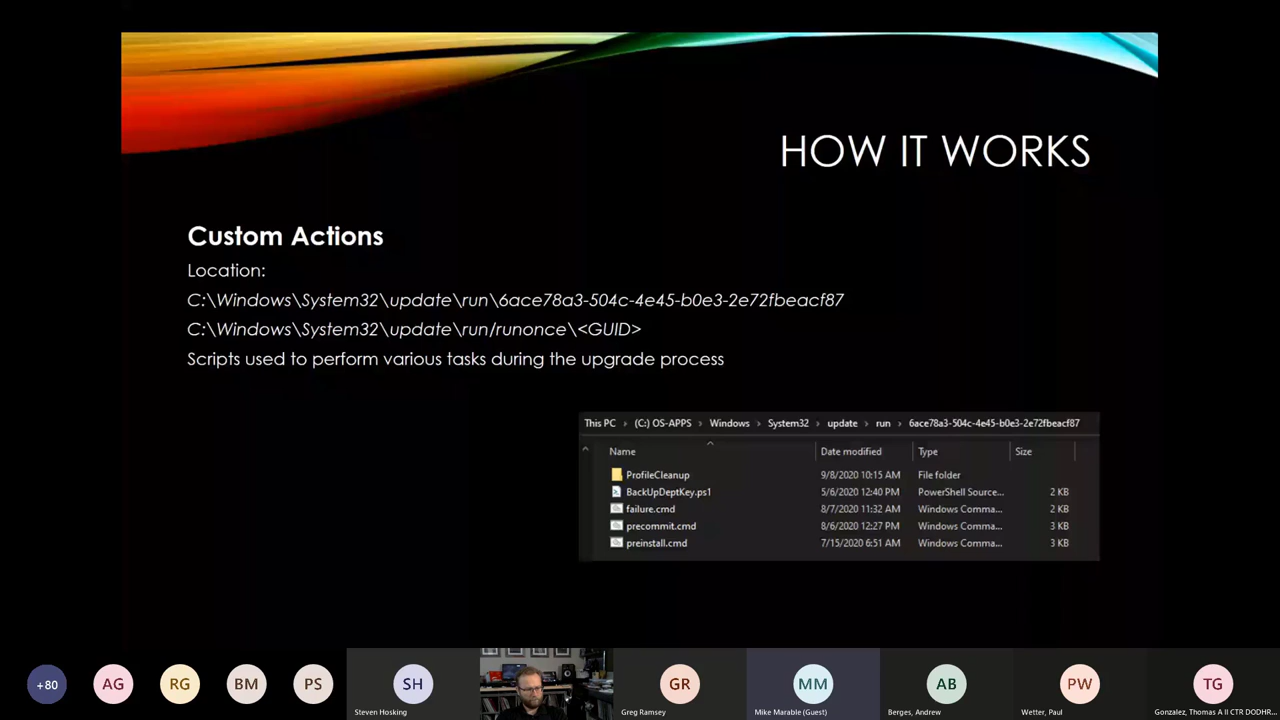 HOW IT WORKS
Custom Actions
Location:
C:\Windows\System32\update\run\6ace78a3-504c-4e45-b0e3-2e72fbeacf87
C:\Windows\System32\update\run/runonce\<GUID>
Scripts used to perform various tasks during the upgrade process
This PC > (C:) OS-APPS > Windows > System32 > update > run > 6ace78a3-504c-4e45-b0e3-2e72fbeacf87
Name Date modified Type Size
ProfileCleanup 9/8/2020 10:15 AM File folder
BackUpDeptKey.ps1 5/6/2020 12:40 PM PowerShell Source... 2 KB
failure.cmd 8/7/2020 11:32 AM Windows Comma... 2 KB
precommit.cmd 8/6/2020 12:27 PM Windows Comma... 3 KB
preinstall.cmd 7/15/2020 6:51 AM Windows Comma... 3 KB
+80 AG RG BM PS SH GR MM AB PW TG
Steven Hosking Greg Ramsey Mike Marable (Guest) Berges, Andrew Wetter, Paul Gonzalez, Thomas A II CTR DODHR...